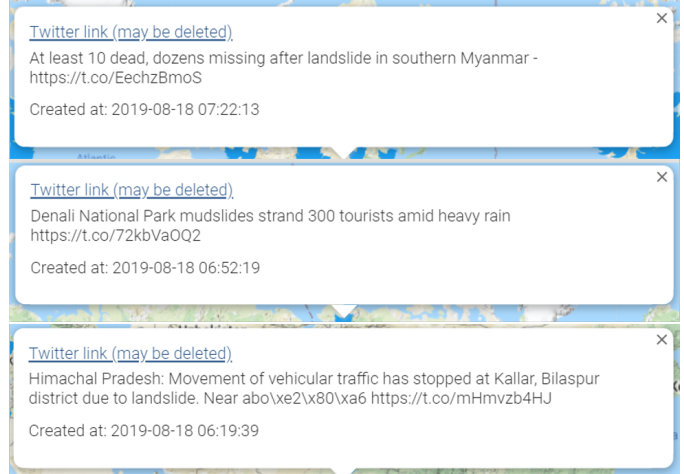 Twitter link (may be deleted)
At least 10 dead, dozens missing after landslide in southern Myanmar -
https://t.co/EechzBmoS
Created at: 2019-08-18 07:22:13
Atlantic
Twitter link (may be deleted)
Denali National Park mudslides strand 300 tourists amid heavy rain
https://t.co/72kbVaOQ2
Created at: 2019-08-18 06:52:19
Twitter link (may be deleted)
Himachal Pradesh: Movement of vehicular traffic has stopped at Kallar, Bilaspur
district due to landslide. Near abo\xe2\x80\xa6 https://t.co/mHmvzb4HJ
Created at: 2019-08-18 06:19:39